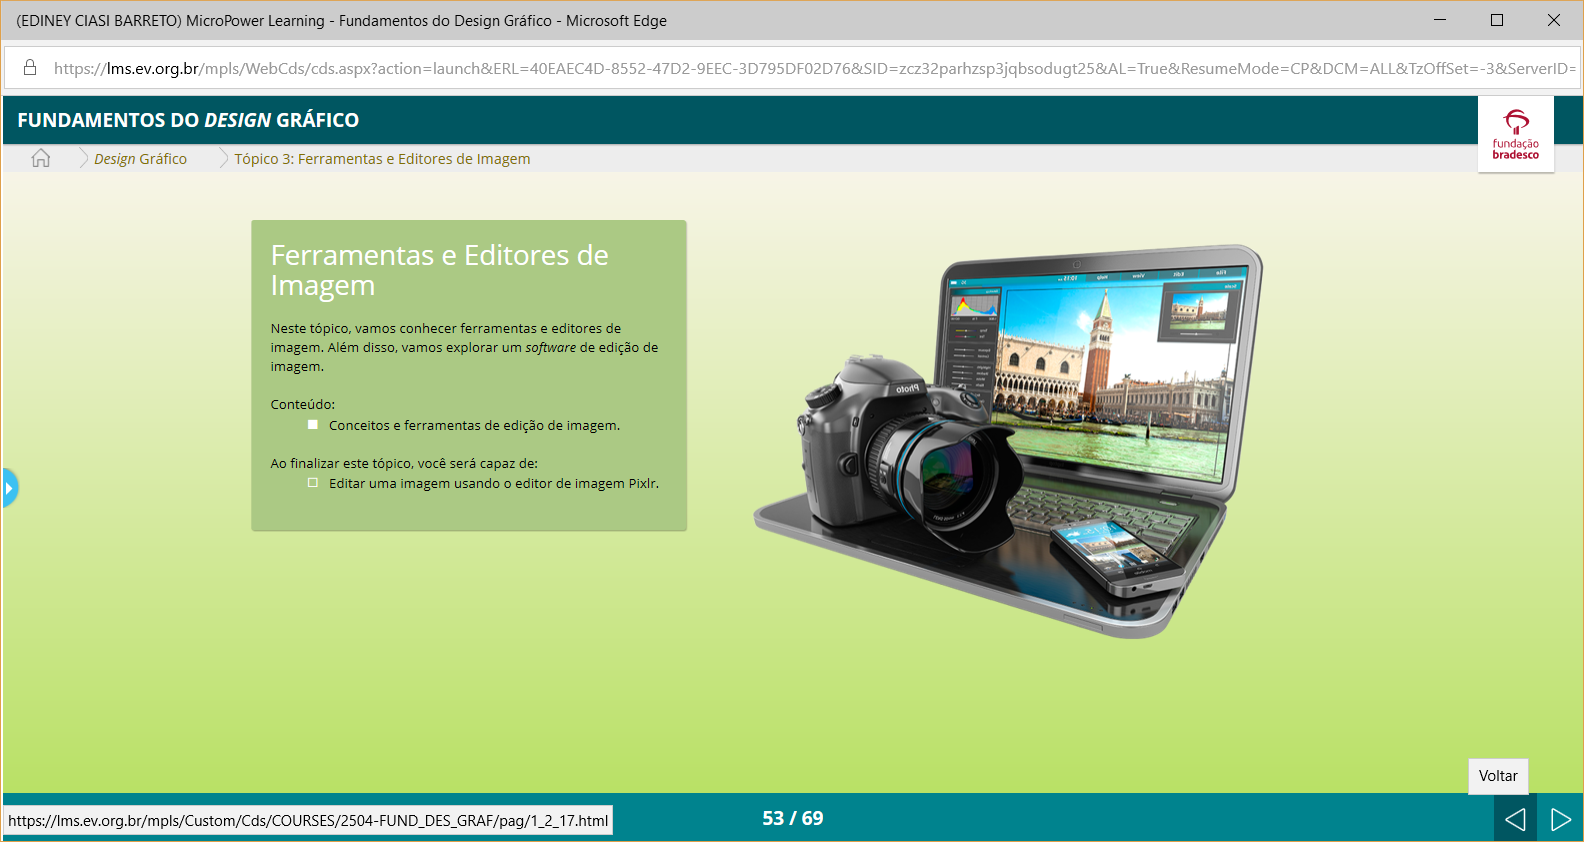 (EDINEY CIASI BARRETO) MicroPower Learning - Fundamentos do Design Gráfico - Microsoft Edge
https://lms.ev.org.br/mpls/WebCds/cds.aspx?action=launch&ERL=40EAEC4D-8552-47D2-9EEC-3D795DF02D76&SID=zcz32parhzsp3jqbsodugt25&AL=True&ResumeMode=CP&DCM=ALL&TzOffSet=-3&ServerID=
FUNDAMENTOS DO DESIGN GRÁFICO
fundação
bradesco
Design Gráfico
Tópico 3: Ferramentas e Editores de Imagem
Ferramentas e Editores de
Imagem
Neste tópico, vamos conhecer ferramentas e editores de
imagem. Além disso, vamos explorar um software de edição de
imagem.
Conteúdo:
Conceitos e ferramentas de edição de imagem.
Ao finalizar este tópico, você será capaz de:
Editar uma imagem usando o editor de imagem Pixlr.
File
Edit
View
Help
Photo
Voltar
https://lms.ev.org.br/mpls/Custom/Cds/COURSES/2504-FUND_DES_GRAF/pag/1_2_17.html
53 / 69